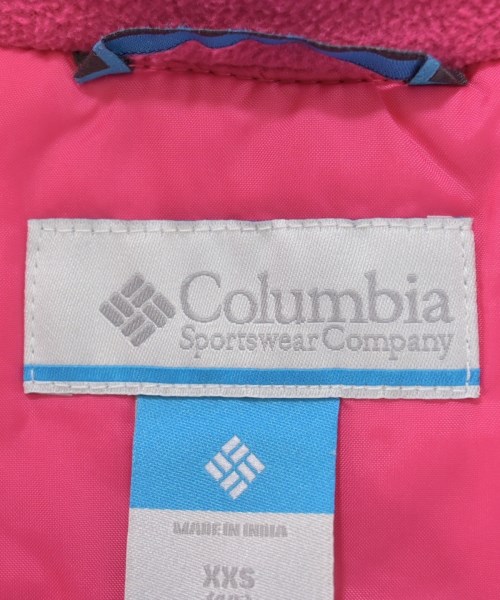 Columbia
Sportswear Company
MADE IN INDIA
XXS